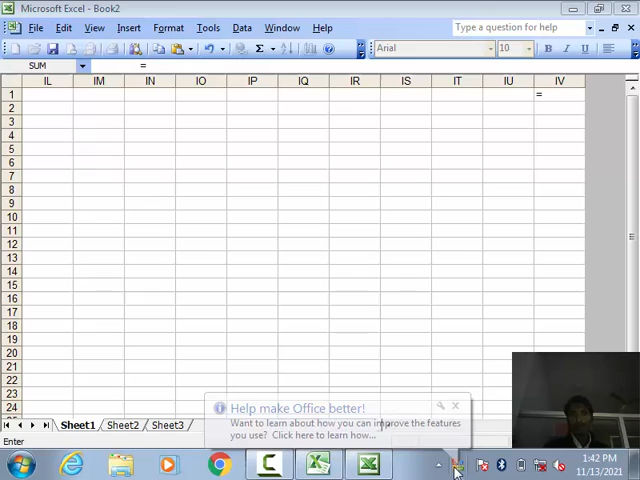 Microsoft Excel - Book2
File Edit View Insert Format Tools Data Window Help Type a question for help
Arial 10 B I U
SUM =
IL IM IN IO IP IQ IR IS IT IU IV
1 =
2
3
4
5
6
7
8
9
10
11
12
13
14
15
16
17
18
19
20
21
22
23
24
Help make Office better!
Want to learn about how you can improve the features
you use? Click here to learn how...
Sheet1 Sheet2 Sheet3
Enter
1:42 PM
11/13/2021